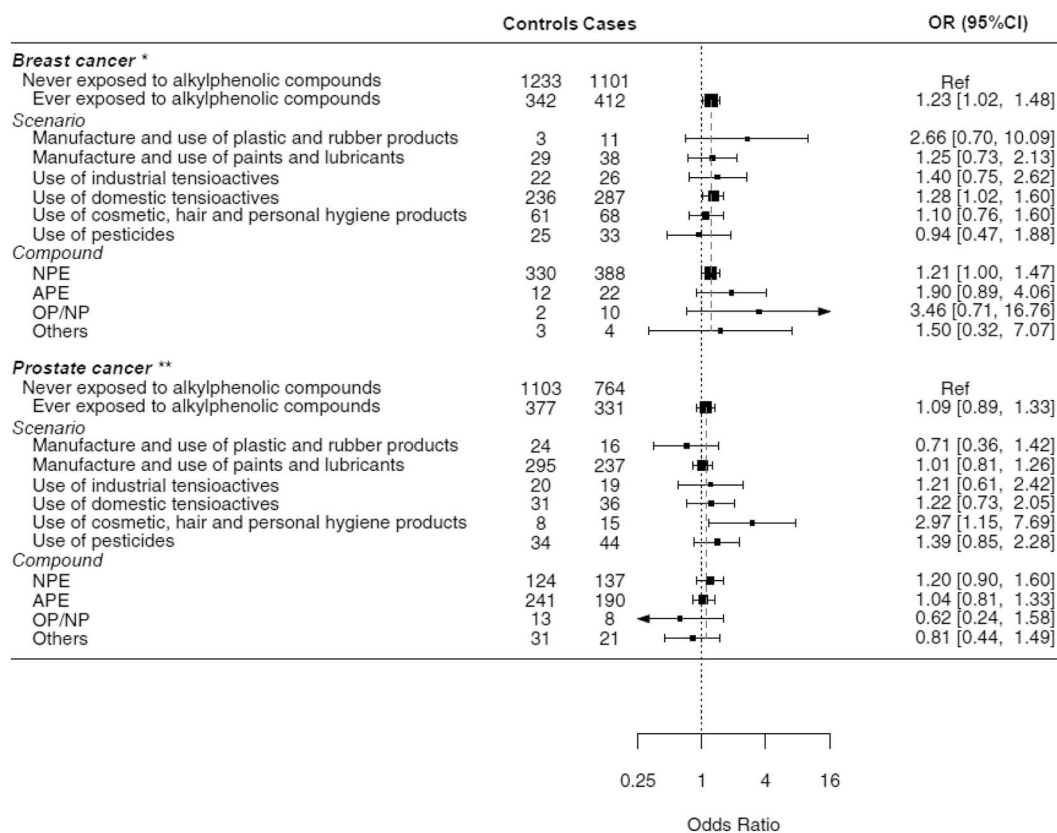 Controls Cases OR (95%CI)
Breast cancer *
Never exposed to alkylphenolic compounds 1233 1101 Ref
Ever exposed to alkylphenolic compounds 342 412 1.23 [1.02, 1.48]
Scenario
Manufacture and use of plastic and rubber products 3 11 2.66 [0.70, 10.09]
Manufacture and use of paints and lubricants 29 38 1.25 [0.73, 2.13]
Use of industrial tensioactives 22 26 1.40 [0.75, 2.62]
Use of domestic tensioactives 236 287 1.28 [1.02, 1.60]
Use of cosmetic, hair and personal hygiene products 61 68 1.10 [0.76, 1.60]
Use of pesticides 25 33 0.94 [0.47, 1.88]
Compound
NPE 330 388 1.21 [1.00, 1.47]
APE 12 22 1.90 [0.89, 4.06]
OP/NP 2 10 3.46 [0.71, 16.76]
Others 3 4 1.50 [0.32, 7.07]
Prostate cancer **
Never exposed to alkylphenolic compounds 1103 764 Ref
Ever exposed to alkylphenolic compounds 377 331 1.09 [0.89, 1.33]
Scenario
Manufacture and use of plastic and rubber products 24 16 0.71 [0.36, 1.42]
Manufacture and use of paints and lubricants 295 237 1.01 [0.81, 1.26]
Use of industrial tensioactives 20 19 1.21 [0.61, 2.42]
Use of domestic tensioactives 31 36 1.22 [0.73, 2.05]
Use of cosmetic, hair and personal hygiene products 8 15 2.97 [1.15, 7.69]
Use of pesticides 34 44 1.39 [0.85, 2.28]
Compound
NPE 124 137 1.20 [0.90, 1.60]
APE 241 190 1.04 [0.81, 1.33]
OP/NP 13 8 0.62 [0.24, 1.58]
Others 31 21 0.81 [0.44, 1.49]
0.25 1 4 16
Odds Ratio